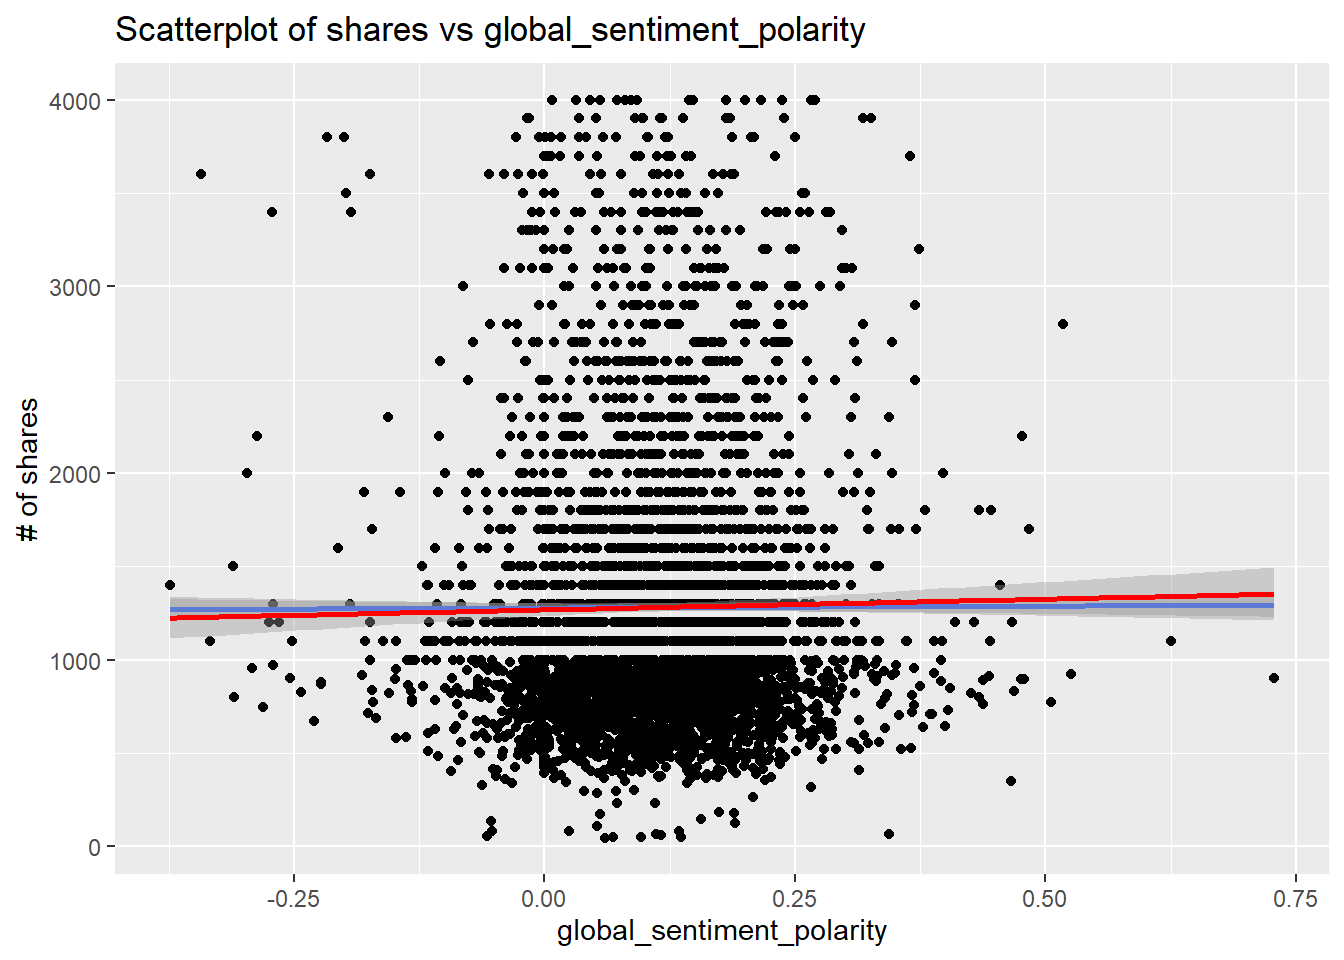 Scatterplot of shares vs global_sentiment_polarity
4000
3000
2000
1000
0
# of shares
-0.25 0.00 0.25 0.50 0.75
global_sentiment_polarity